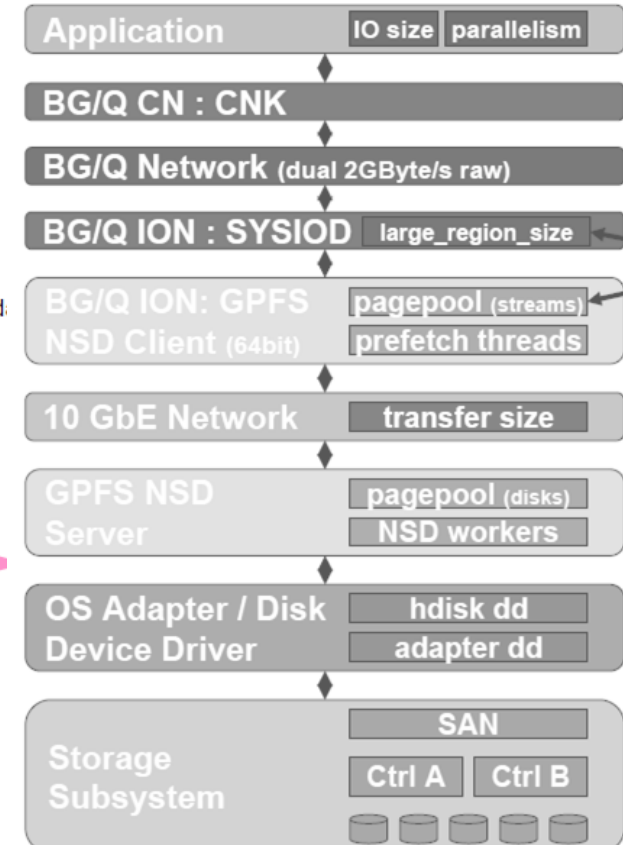 Application IO size parallelism
BG/Q CN : CNK
BG/Q Network (dual 2GByte/s raw)
BG/Q ION : SYSIOD large_region_size
BG/Q ION: GPFS pagepool (streams)
NSD Client (64bit) prefetch threads
10 GbE Network transfer size
GPFS NSD pagepool (disks)
Server NSD workers
OS Adapter / Disk hdisk dd
Device Driver adapter dd
SAN
Storage
Subsystem Ctrl A Ctrl B